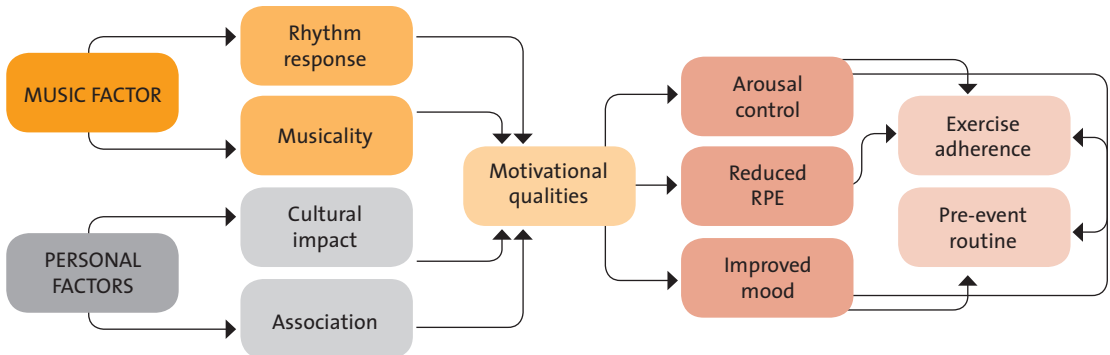 MUSIC FACTOR
PERSONAL
FACTORS
Rhythm
response
Musicality
Cultural
impact
Association
Motivational
qualities
Arousal
control
Reduced
RPE
Improved
mood
Exercise
adherence
Pre-event
routine